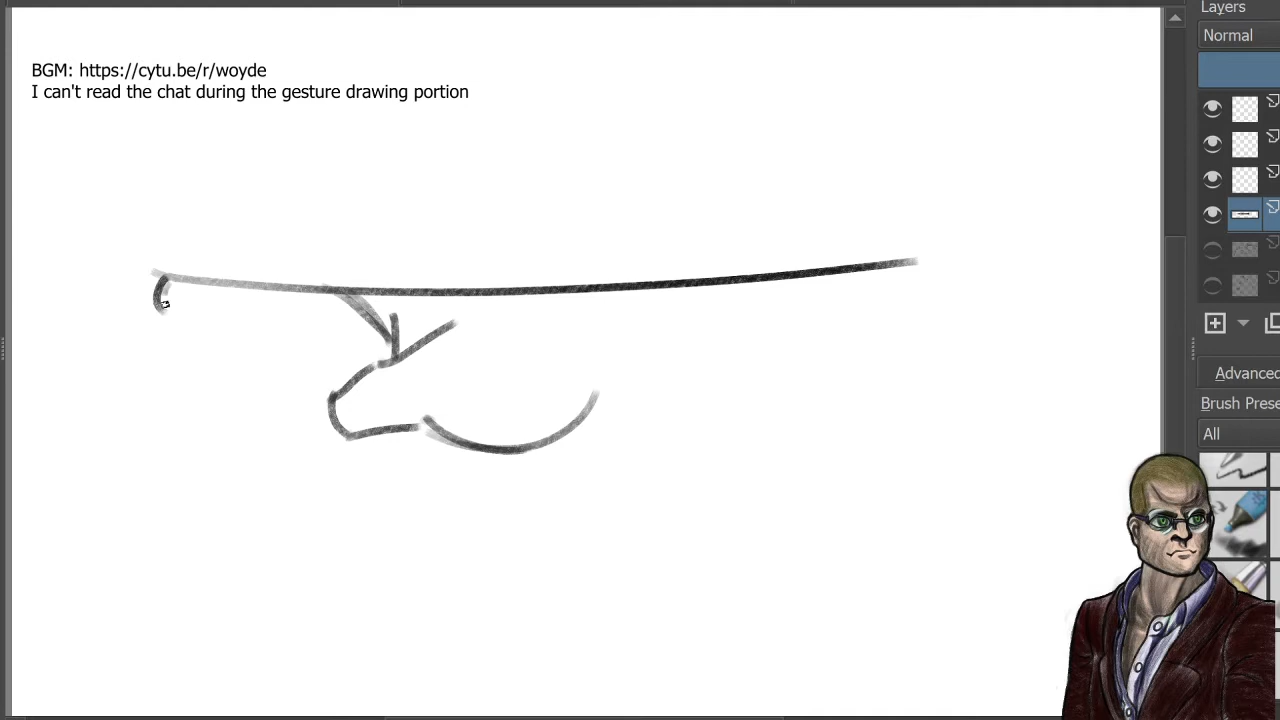 BGM: https://cytu.be/r/woyde
I can't read the chat during the gesture drawing portion
Layers
Normal
Advanced
Brush Prese
All